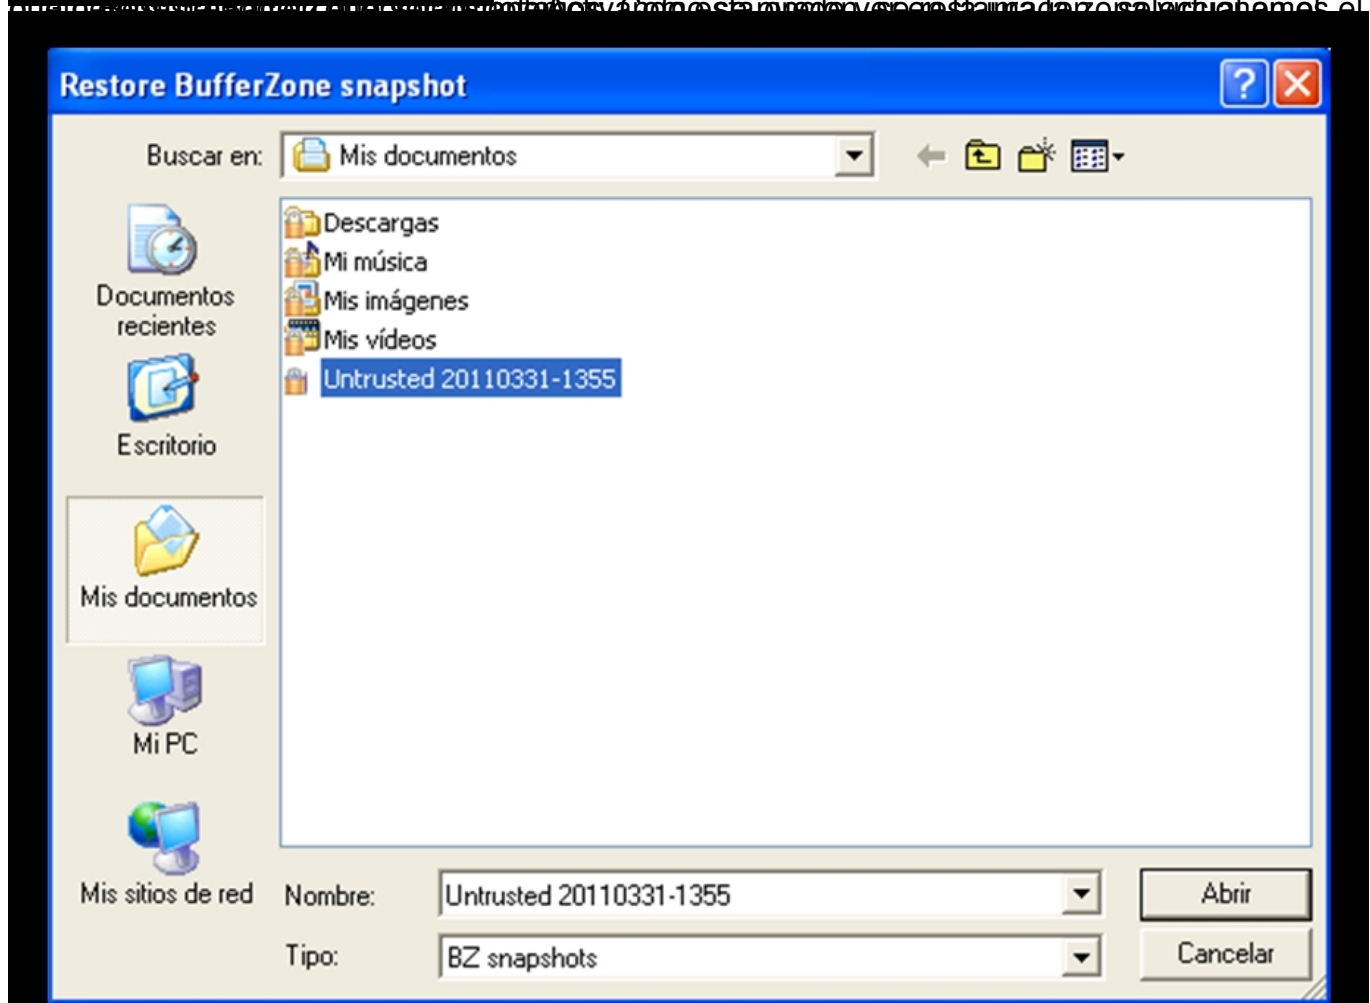 Restore BufferZone snapshot
Buscar en: Mis documentos
Descargas
Mi música
Mis imágenes
Mis vídeos
Untrusted 20110331-1355
Documentos
recientes
Escritorio
Mis documentos
Mi PC
Mis sitios de red
Nombre: Untrusted 20110331-1355 Abrir
Tipo: BZ snapshots Cancelar